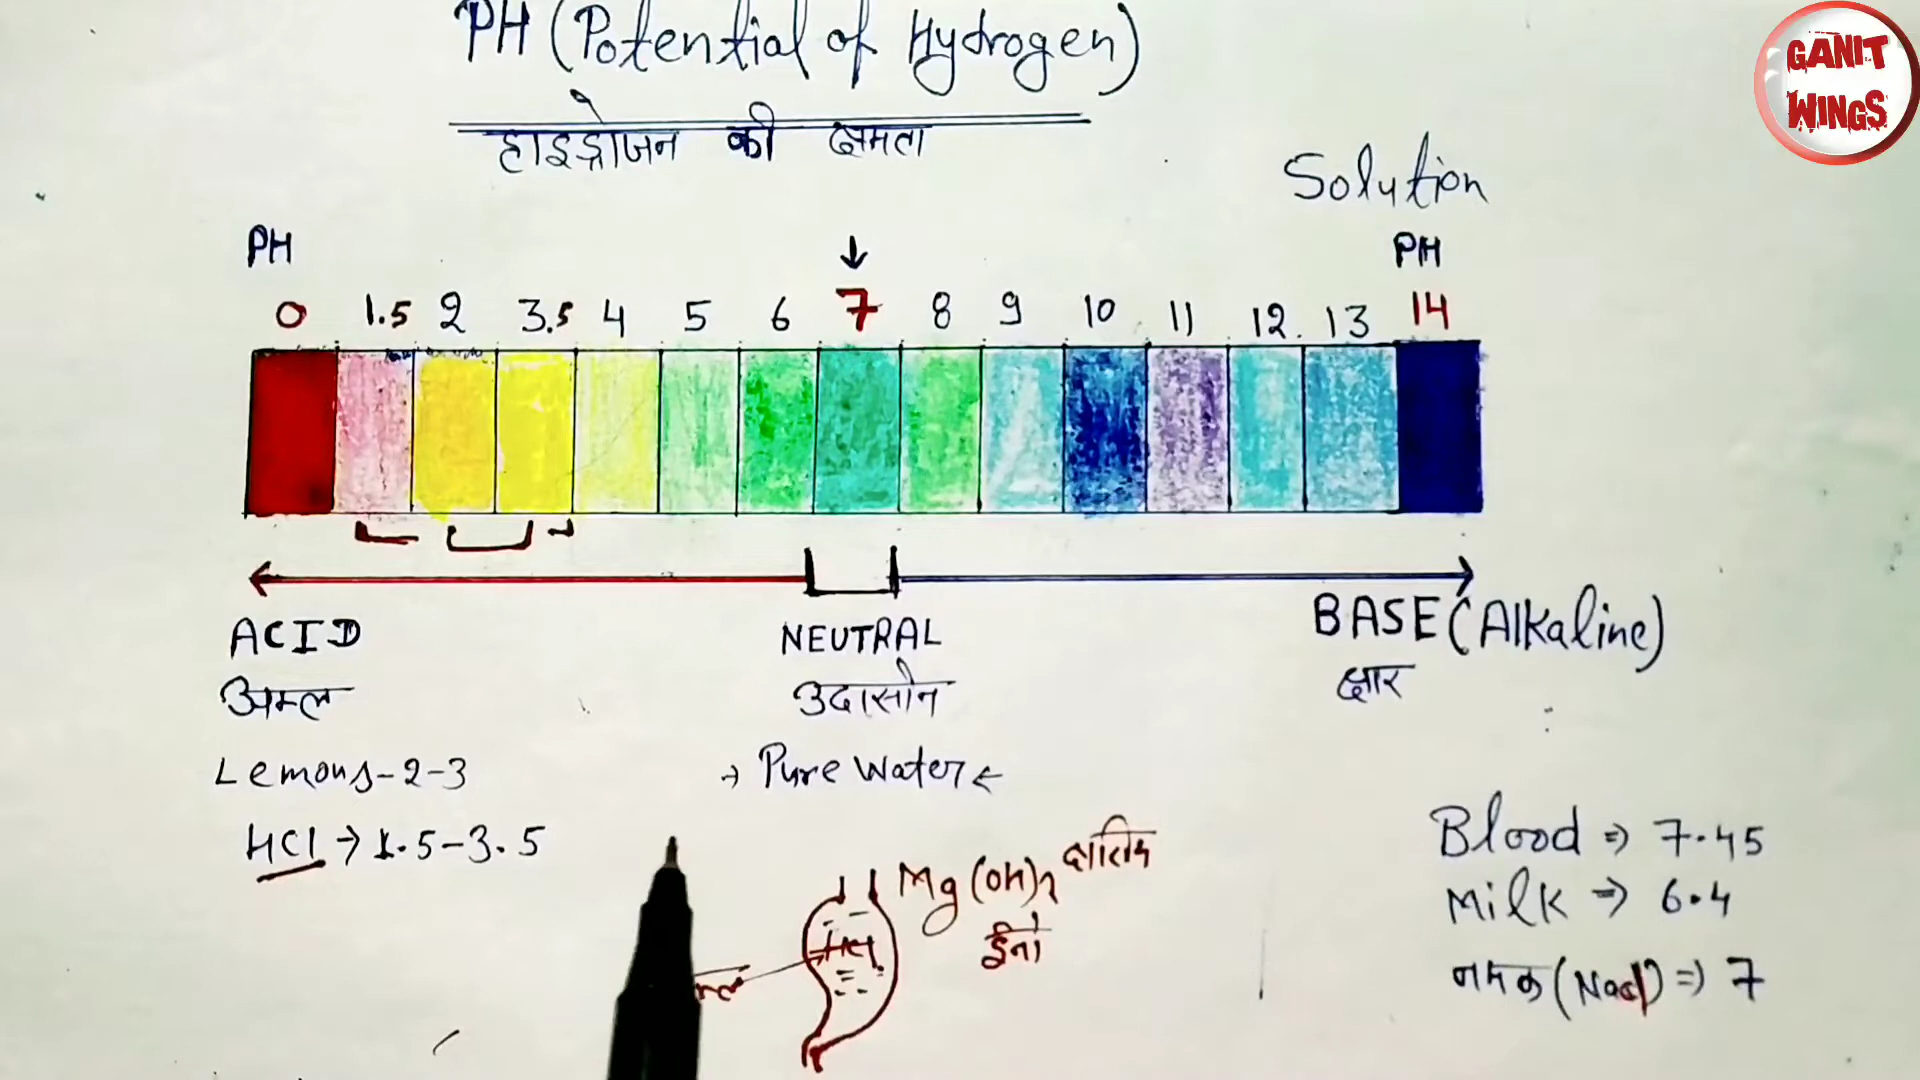 PH (Potential of Hydrogen)
हाइड्रोजन की क्षमता
GANIT
WINGS
Solution
PH
PH
0 1.5 2 3.5 4 5 6 7 8 9 10 11 12. 13 14
ACID
अम्ल
NEUTRAL
उदासीन
BASE (Alkaline)
क्षार
Lemons-2-3
→ Pure Water ←
HCl → 1.5-3.5
Mg(OH)2
ईनो
HCl
Blood ⇒ 7.45
Milk ⇒ 6.4
नमक (Nacl) ⇒ 7